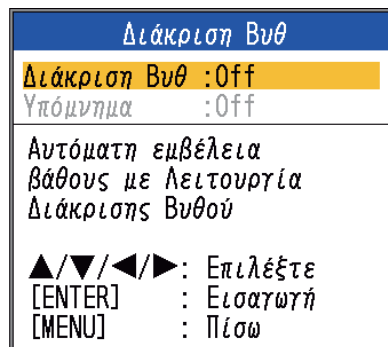 Διάκριση Βυθ
Διάκριση Βυθ :Off
Υπόμνημα :Off
Αυτόματη εμβέλεια
βάθους με Λειτουργία
Διάκρισης Βυθού
▲/▼/◀/▶: Επιλέξτε
[ENTER] : Εισαγωγή
[MENU] : Πίσω